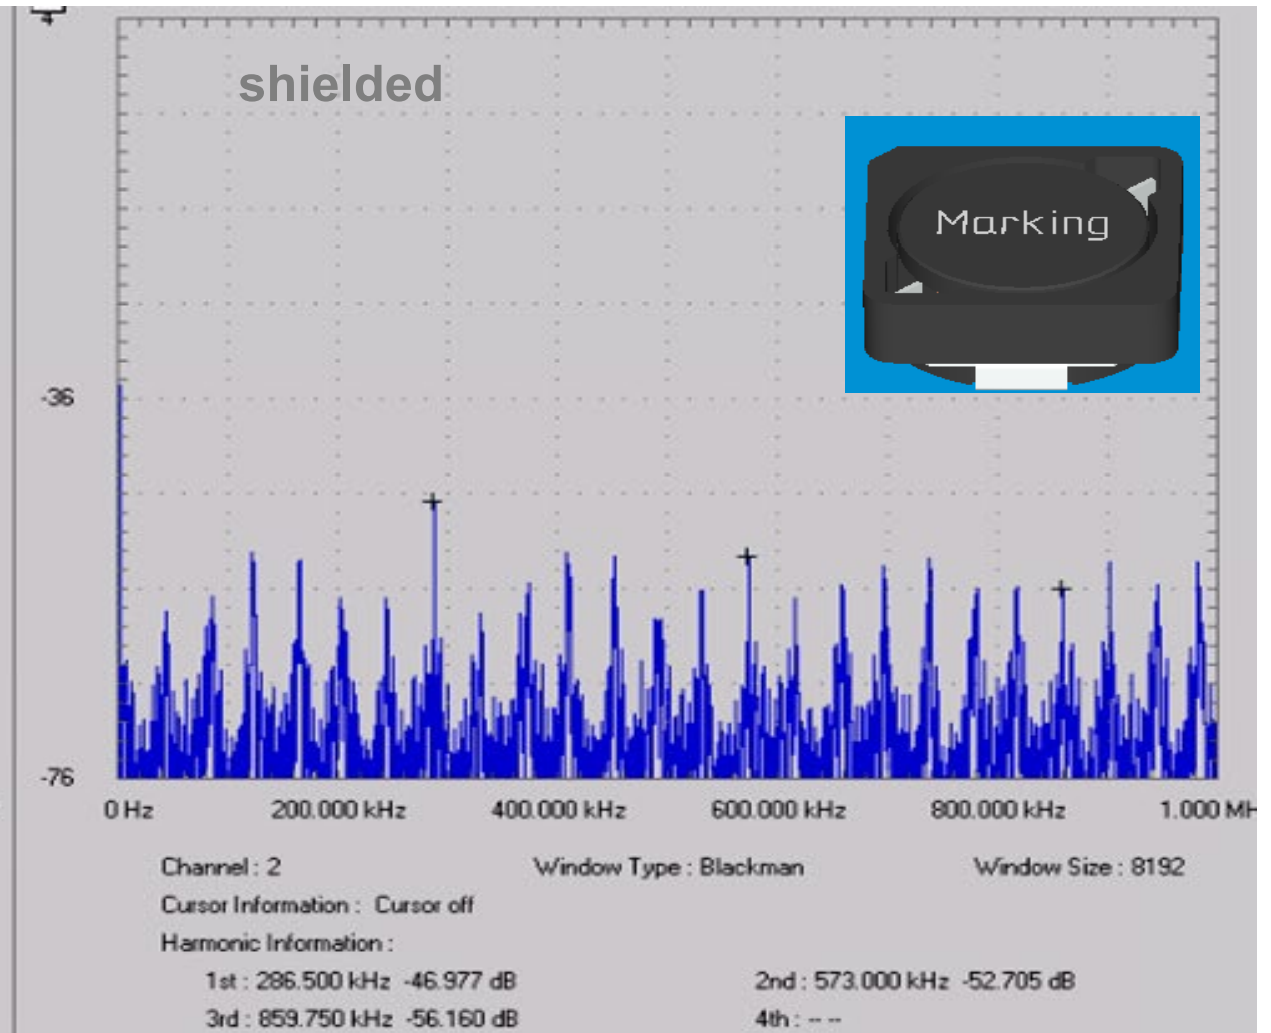 4
shielded
Marking
-36
-76
0 Hz 200.000 kHz 400.000 kHz 600.000 kHz 800.000 kHz 1.000 MH
Channel : 2 Window Type : Blackman Window Size : 8192
Cursor Information : Cursor off
Harmonic Information :
1st : 286.500 kHz -46.977 dB 2nd : 573.000 kHz -52.705 dB
3rd : 859.750 kHz -56.160 dB 4th : -- --